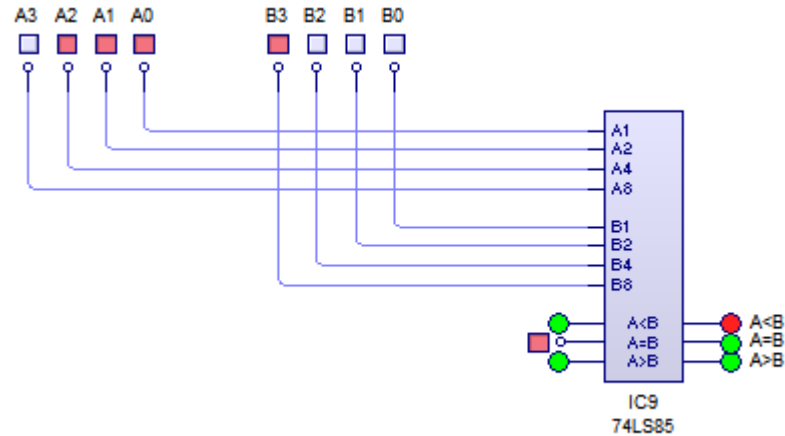 A3 A2 A1 A0 B3 B2 B1 B0
A1
A2
A4
A8
B1
B2
B4
B8
A<B A<B
A=B A=B
A>B A>B
IC9
74LS85